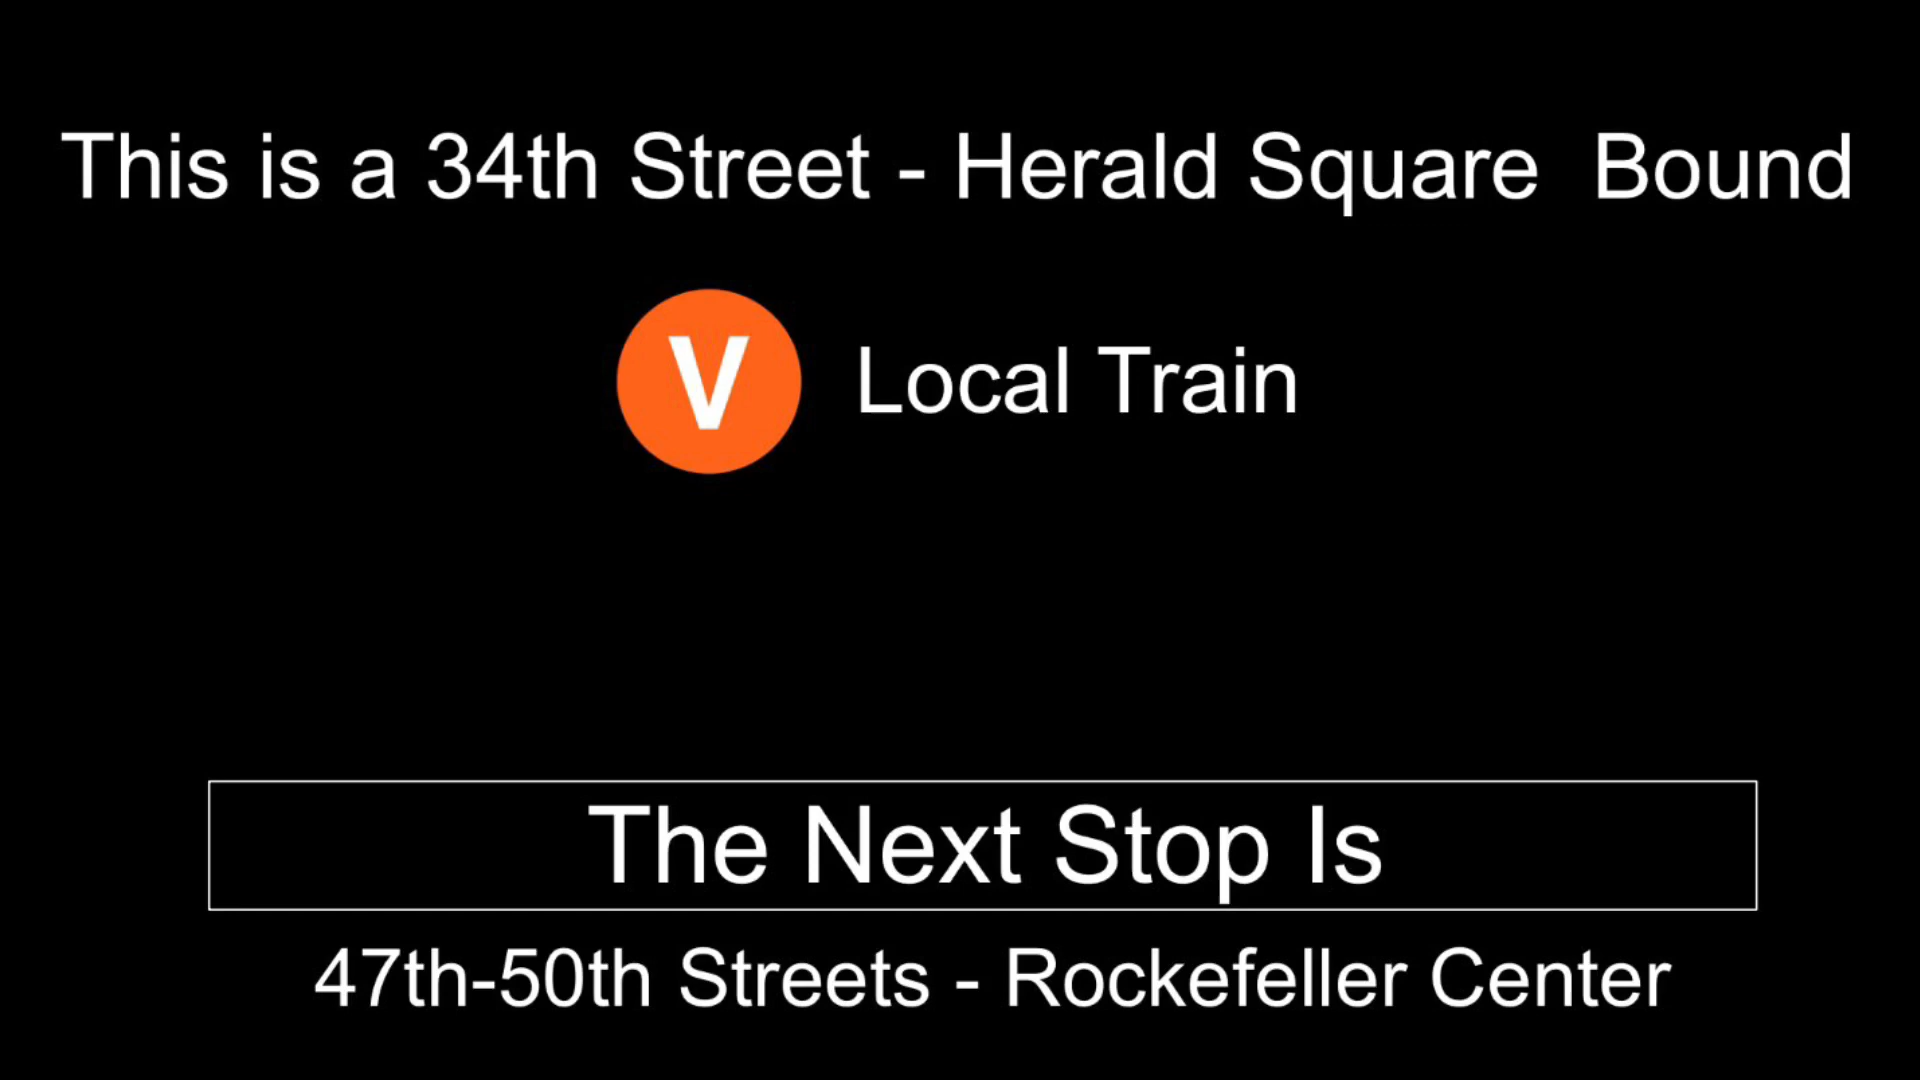 This is a 34th Street - Herald Square  Bound
V Local Train
The Next Stop Is
47th-50th Streets - Rockefeller Center